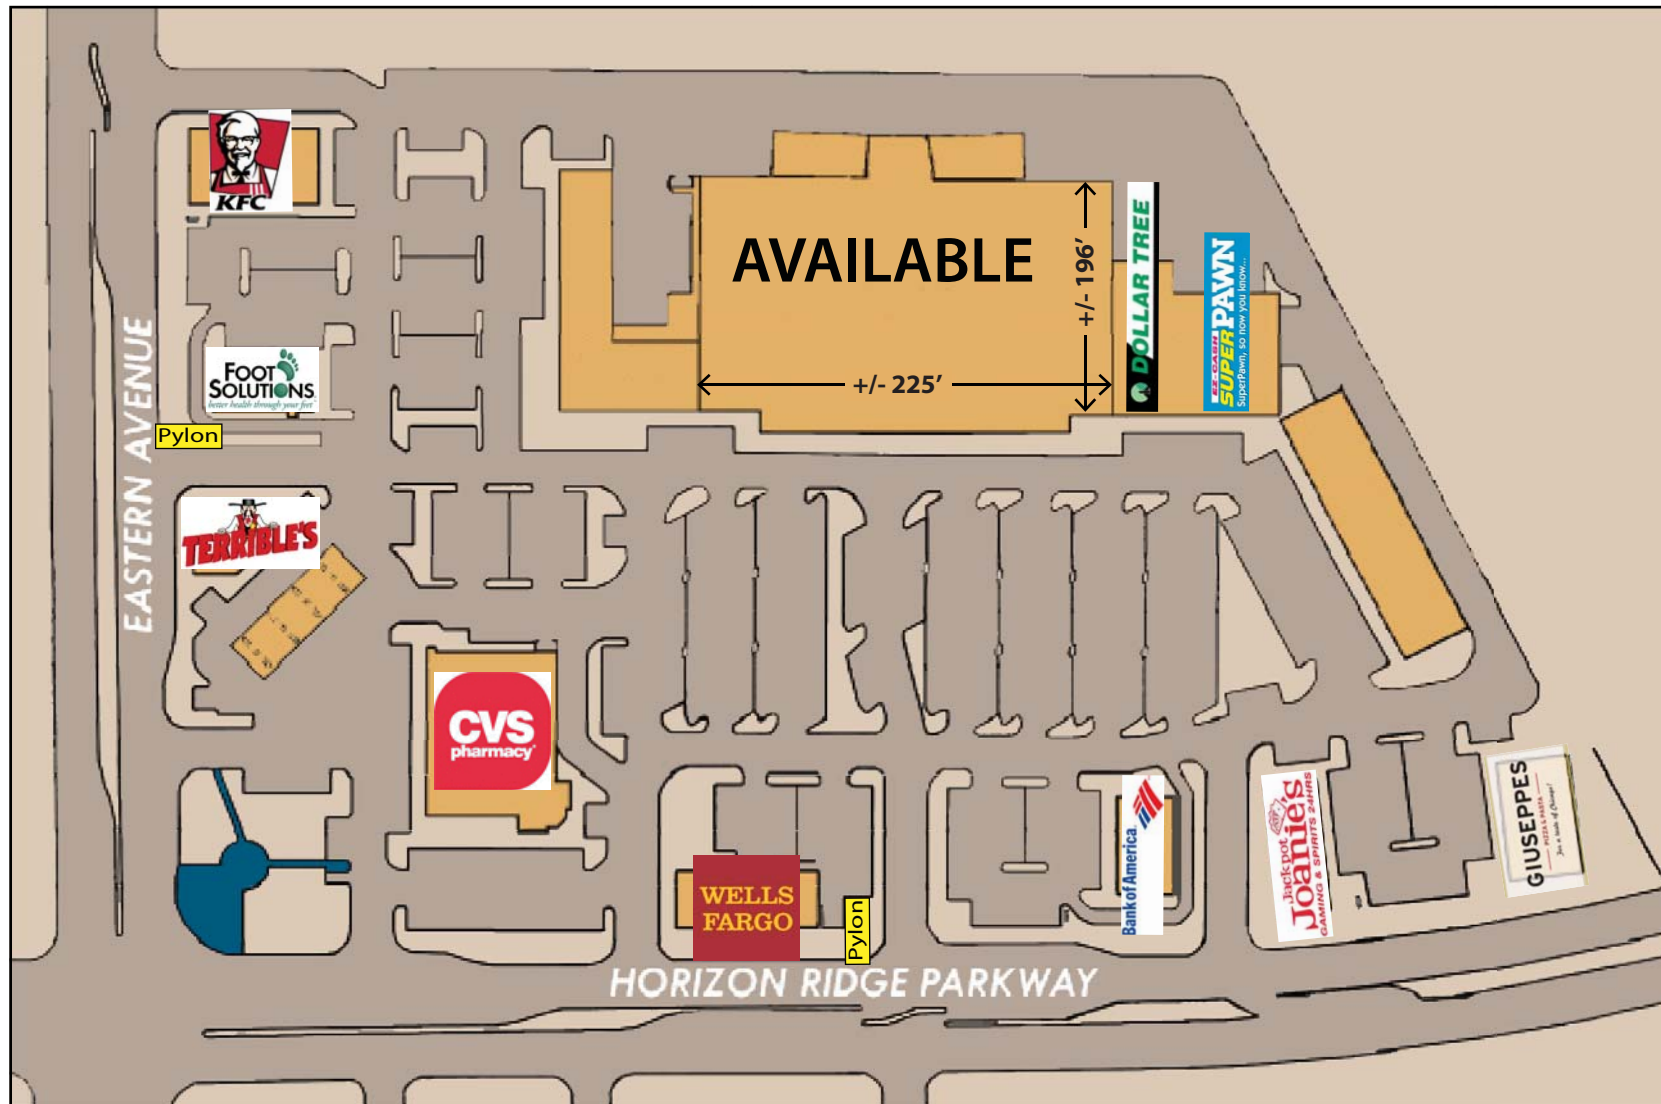 KFC
AVAILABLE
+/- 196’
+/- 225’
DOLLAR TREE
EZ-CASH
SUPERPAWN
SuperPawn, so now you know...
FOOT
SOLUTIONS
better health through your feet
Pylon
EASTERN AVENUE
TERRIBLE'S
CVS
pharmacy
WELLS
FARGO
Pylon
Bank of America
Jackpot
Joanie's
GAMING & SPIRITS 24HRS
GIUSEPPES
PIZZA & PASTA
HORIZON RIDGE PARKWAY